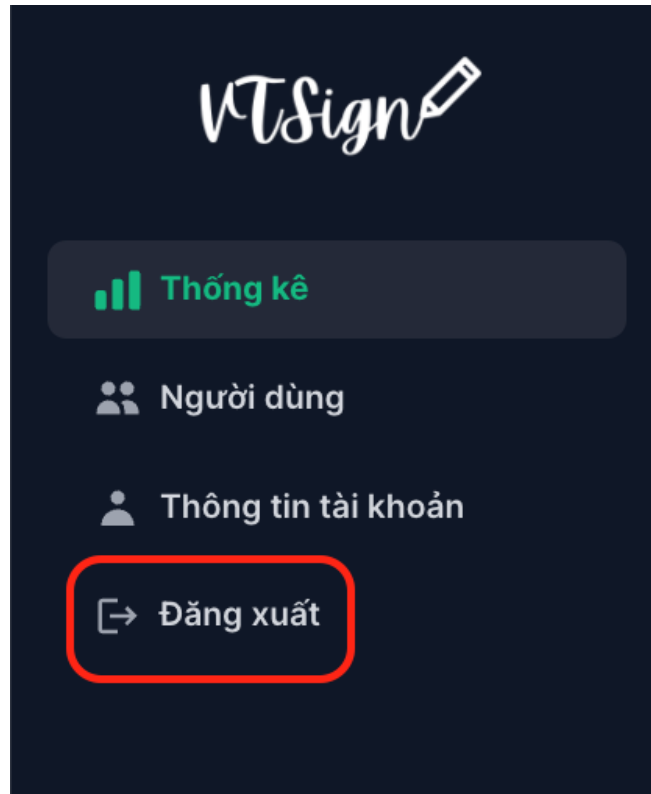 VTSign
Thống kê
Người dùng
Thông tin tài khoản
Đăng xuất